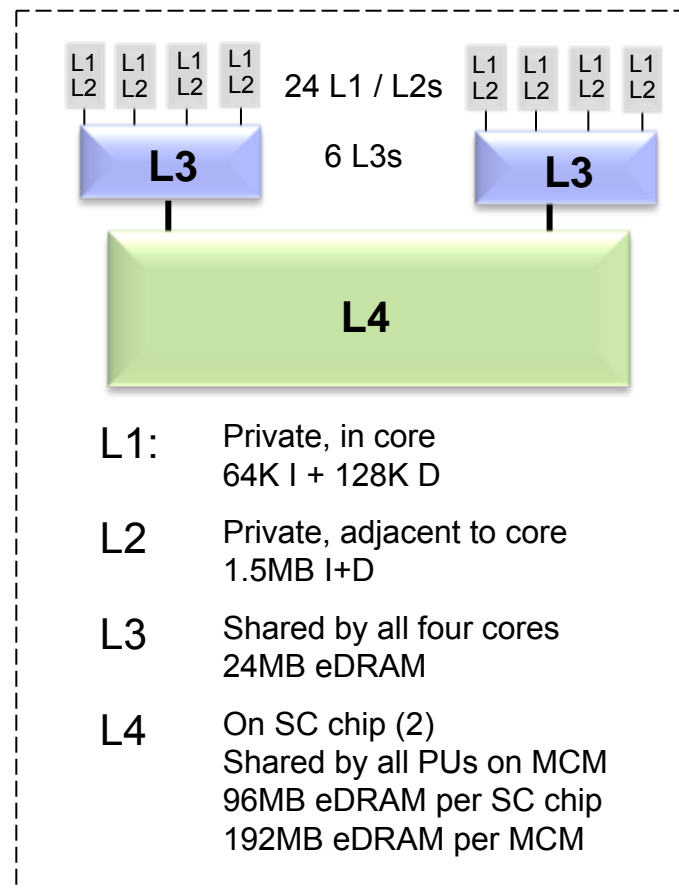 L1 L1 L1 L1
L2 L2 L2 L2
24 L1 / L2s
L1 L1 L1 L1
L2 L2 L2 L2
L3
6 L3s
L3
L4
L1: Private, in core
64K I + 128K D
L2 Private, adjacent to core
1.5MB I+D
L3 Shared by all four cores
24MB eDRAM
L4 On SC chip (2)
Shared by all PUs on MCM
96MB eDRAM per SC chip
192MB eDRAM per MCM